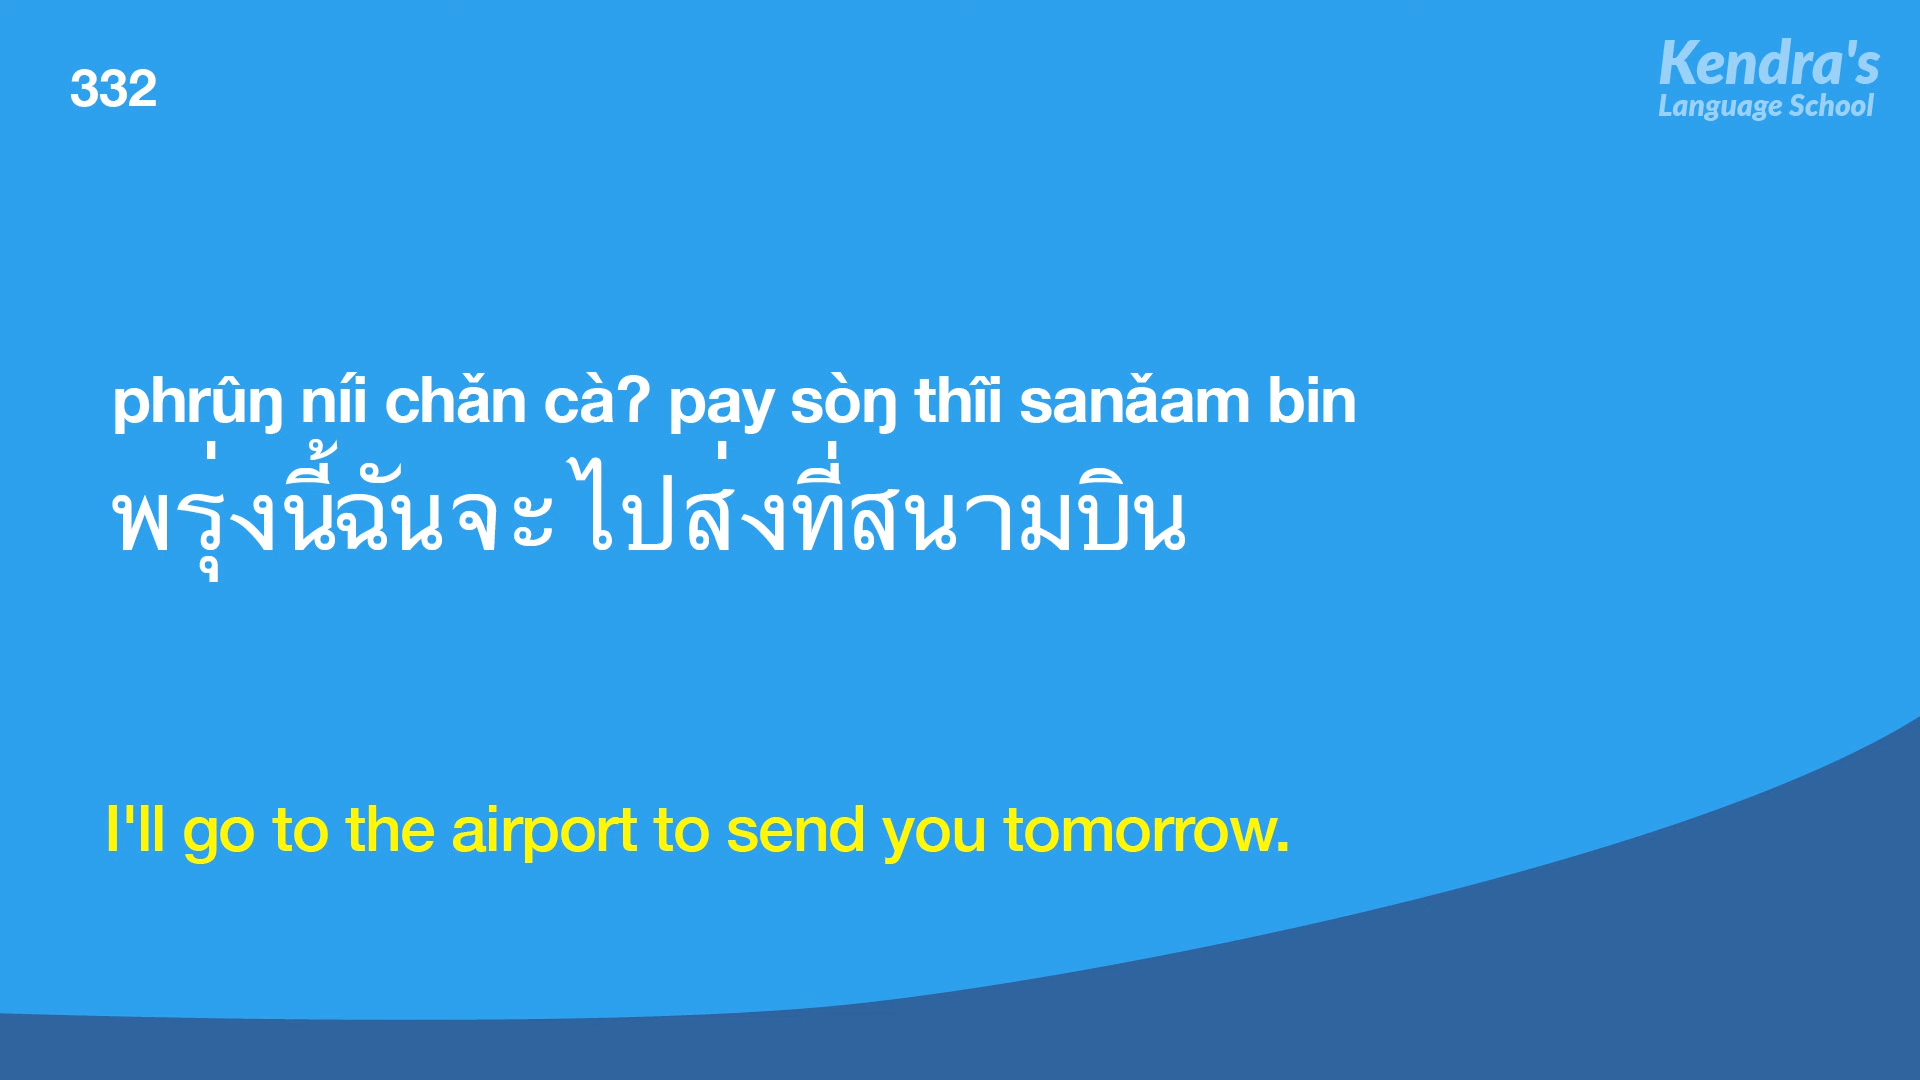 332
Kendra's
Language School
phrûŋ níi chǎn cà? pay sòŋ thîi sanǎam bin
พรุ่งนี้ฉันจะไปส่งที่สนามบิน
I'll go to the airport to send you tomorrow.